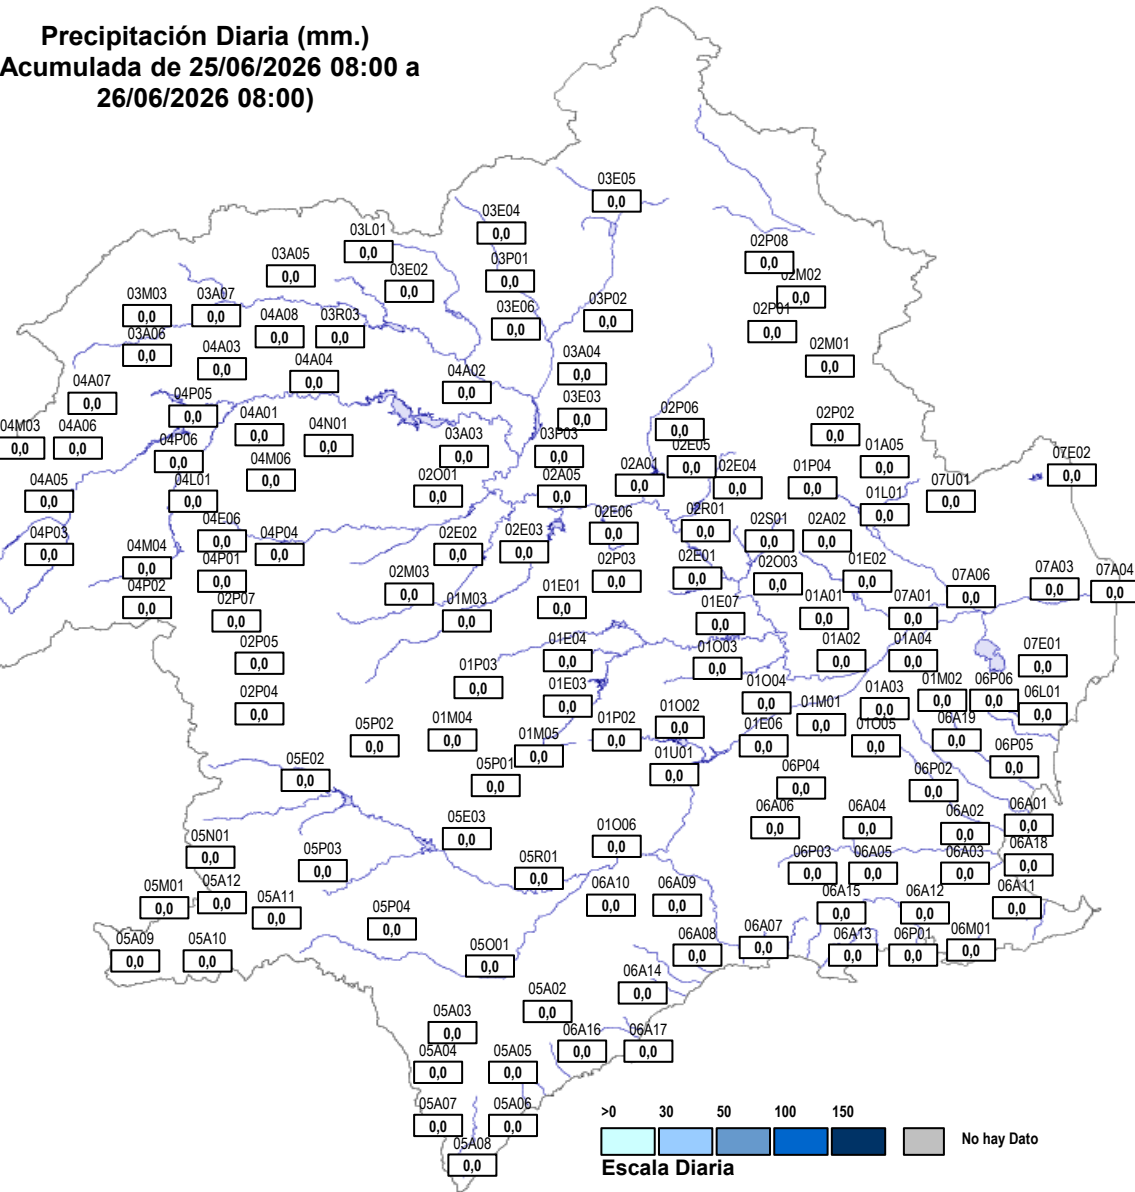 Precipitación Diaria (mm.)
Acumulada de 25/06/2026 08:00 a
26/06/2026 08:00)
03E05
0,0
03E04
0,0
03L01
0,0
02P08
0,0
03A05
0,0
03P01
0,0
03E02
0,0
02M02
0,0
03M03
0,0
03A07
0,0
03P02
0,0
04A08
0,0
03R03
0,0
03E06
0,0
02P01
0,0
03A06
0,0
04A03
0,0
03A04
0,0
02M01
0,0
04A04
0,0
04A02
0,0
04A07
0,0
04P05
0,0
03E03
0,0
02P06
0,0
04M03
0,0
04A06
0,0
04A01
0,0
04N01
0,0
02P02
0,0
04P06
0,0
03A03
0,0
03P03
0,0
02E05
0,0
01A05
0,0
07E02
0,0
04M06
0,0
02A01
0,0
02E04
0,0
01P04
0,0
04A05
0,0
04L01
0,0
02O01
0,0
02A05
0,0
07U01
0,0
01L01
0,0
04E06
0,0
02E06
0,0
02R01
0,0
02S01
0,0
02A02
0,0
04P03
0,0
04P04
0,0
02E02
0,0
02E03
0,0
04M04
0,0
04P01
0,0
02P03
0,0
02E01
0,0
02O03
0,0
01E02
0,0
02M03
0,0
07A06
0,0
07A03
0,0
07A04
0,0
04P02
0,0
02P07
0,0
01M03
0,0
01E01
0,0
01E07
0,0
01A01
0,0
07A01
0,0
02P05
0,0
01E04
0,0
01O03
0,0
01A02
0,0
01A04
0,0
07E01
0,0
01P03
0,0
02P04
0,0
01E03
0,0
01O04
0,0
01A03
0,0
01M02
0,0
06P06
0,0
06L01
0,0
05P02
0,0
01M04
0,0
01M05
0,0
01P02
0,0
01O02
0,0
01E06
0,0
01M01
0,0
01O05
0,0
06A19
0,0
05E02
0,0
05P01
0,0
01U01
0,0
06P04
0,0
06P02
0,0
06P05
0,0
05E03
0,0
01O06
0,0
06A06
0,0
06A04
0,0
06A02
0,0
06A01
0,0
05N01
0,0
05P03
0,0
05R01
0,0
06P03
0,0
06A05
0,0
06A03
0,0
06A18
0,0
05M01
0,0
05A12
0,0
05A11
0,0
06A10
0,0
06A09
0,0
06A15
0,0
06A12
0,0
06A11
0,0
05P04
0,0
05A09
0,0
05A10
0,0
05O01
0,0
06A08
0,0
06A07
0,0
06A13
0,0
06P01
0,0
06M01
0,0
06A14
0,0
05A02
0,0
05A03
0,0
06A16
0,0
06A17
0,0
05A04
0,0
05A05
0,0
05A07
0,0
05A06
0,0
05A08
0,0
>0 30 50 100 150
No hay Dato
Escala Diaria